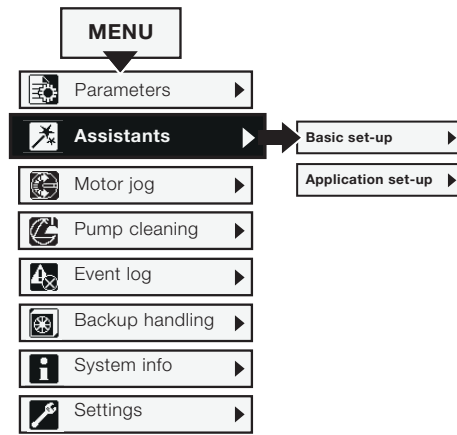 MENU
Parameters
Assistants
Basic set-up
Application set-up
Motor jog
Pump cleaning
Event log
Backup handling
System info
Settings